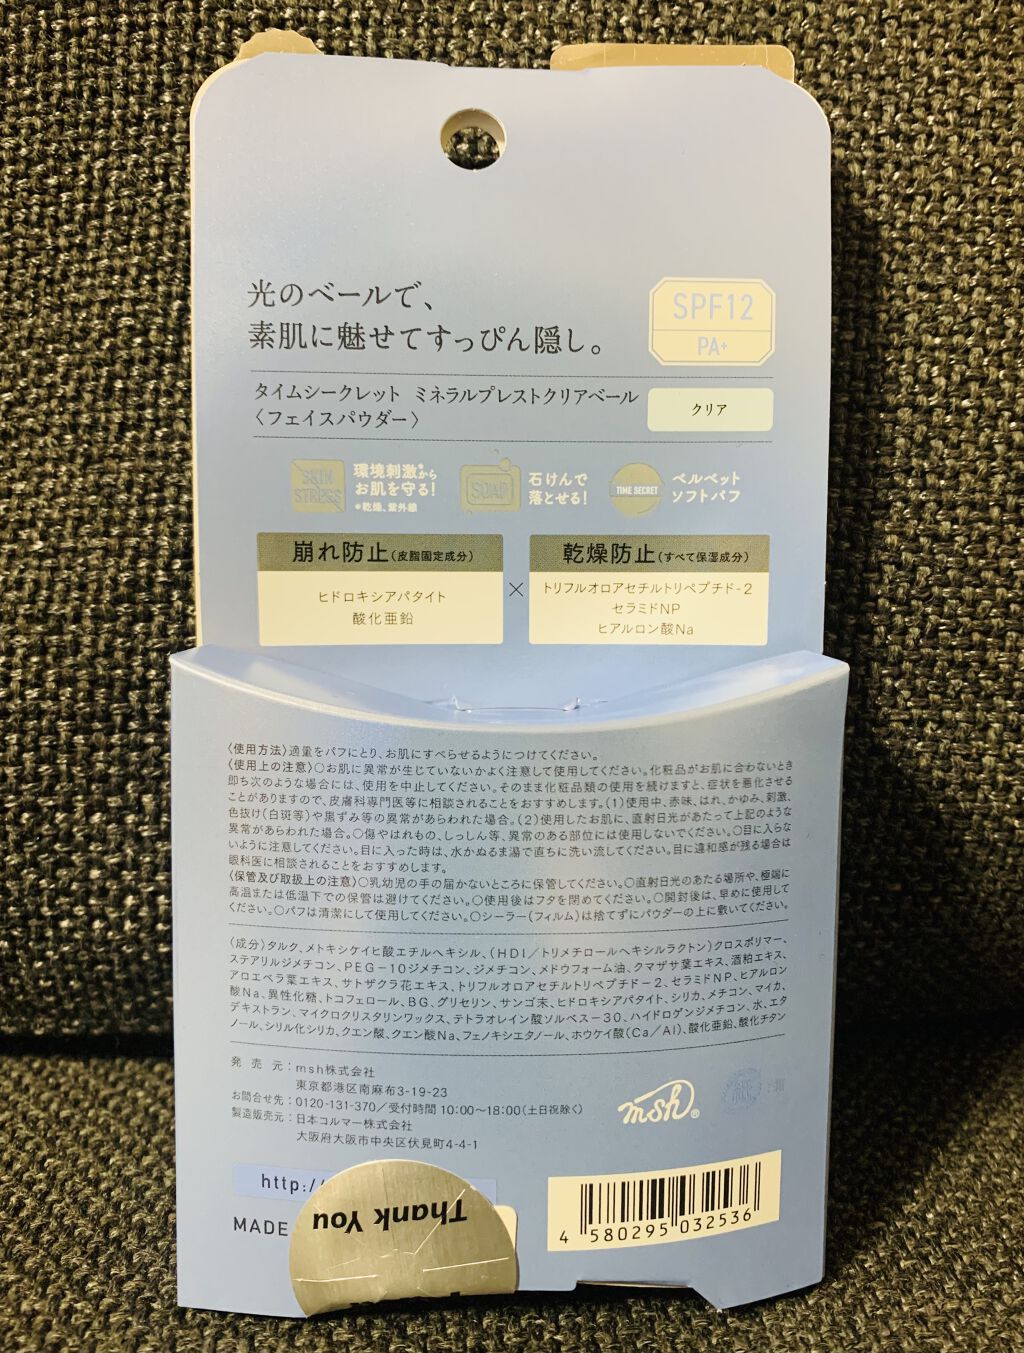 光のベールで、
素肌に魅せてすっぴん隠し。
SPF12
PA+
タイムシークレット ミネラルプレストクリアベール
〈フェイスパウダー〉
クリア
SKIN
STRESS
環境刺激*から
お肌を守る!
*乾燥、紫外線
SOAP
石けんで
落とせる!
TIME SECRET
ベルベット
ソフトパフ
崩れ防止(皮脂固定成分)
ヒドロキシアパタイト
酸化亜鉛
×
乾燥防止(すべて保湿成分)
トリフルオロアセチルトリペプチド-2
セラミドNP
ヒアルロン酸Na
〈使用方法〉適量をパフにとり、お肌にすべらせるようにつけてください。
〈使用上の注意〉○お肌に異常が生じていないかよく注意して使用してください。化粧品がお肌に合わないとき
即ち次のような場合には、使用を中止してください。そのまま化粧品類の使用を続けますと、症状を悪化させる
ことがありますので、皮膚科専門医等に相談されることをおすすめします。(1)使用中、赤味、はれ、かゆみ、刺激、
色抜け(白斑等)や黒ずみ等の異常があらわれた場合。(2)使用したお肌に、直射日光があたって上記のような
異常があらわれた場合。○傷やはれもの、しっしん等、異常のある部位には使用しないでください。○目に入らな
いように注意してください。目に入った時は、水かぬるま湯で直ちに洗い流してください。目に違和感が残る場合は
眼科医に相談されることをおすすめします。
〈保管及び取扱上の注意〉○乳幼児の手の届かないところに保管してください。○直射日光のあたる場所や、極端に
高温または低温下での保管は避けてください。○使用後はフタを閉めてください。○開封後は、早めに使用して
ください。○パフは清潔にして使用してください。○シーラー(フィルム)は捨てずにパウダーの上に敷いてください。
〈成分〉タルク、メトキシケイヒ酸エチルヘキシル、(HDI/トリメチロールヘキシルラクトン)クロスポリマー、
ステアリルジメチコン、PEG-10ジメチコン、ジメチコン、メドウフォーム油、クマザサ葉エキス、酒粕エキス、
アロエベラ葉エキス、サトザクラ花エキス、トリフルオロアセチルトリペプチド-2、セラミドNP、ヒアルロン
酸Na、異性化糖、トコフェロール、BG、グリセリン、サンゴ末、ヒドロキシアパタイト、シリカ、メチコン、マイカ、
デキストラン、マイクロクリスタリンワックス、テトラオレイン酸ソルベス-30、ハイドロゲンジメチコン、水、エタ
ノール、シリル化シリカ、クエン酸、クエン酸Na、フェノキシエタノール、ホウケイ酸(Ca/Al)、酸化亜鉛、酸化チタン
発売元:msh株式会社
東京都港区南麻布3-19-23
お問合せ先:0120-131-370/受付時間 10:00〜18:00(土日祝除く)
製造販売元:日本コルマー株式会社
大阪府大阪市中央区伏見町4-4-1
msh®
紙
http:/
MADE
Thank You
4 580295 032536